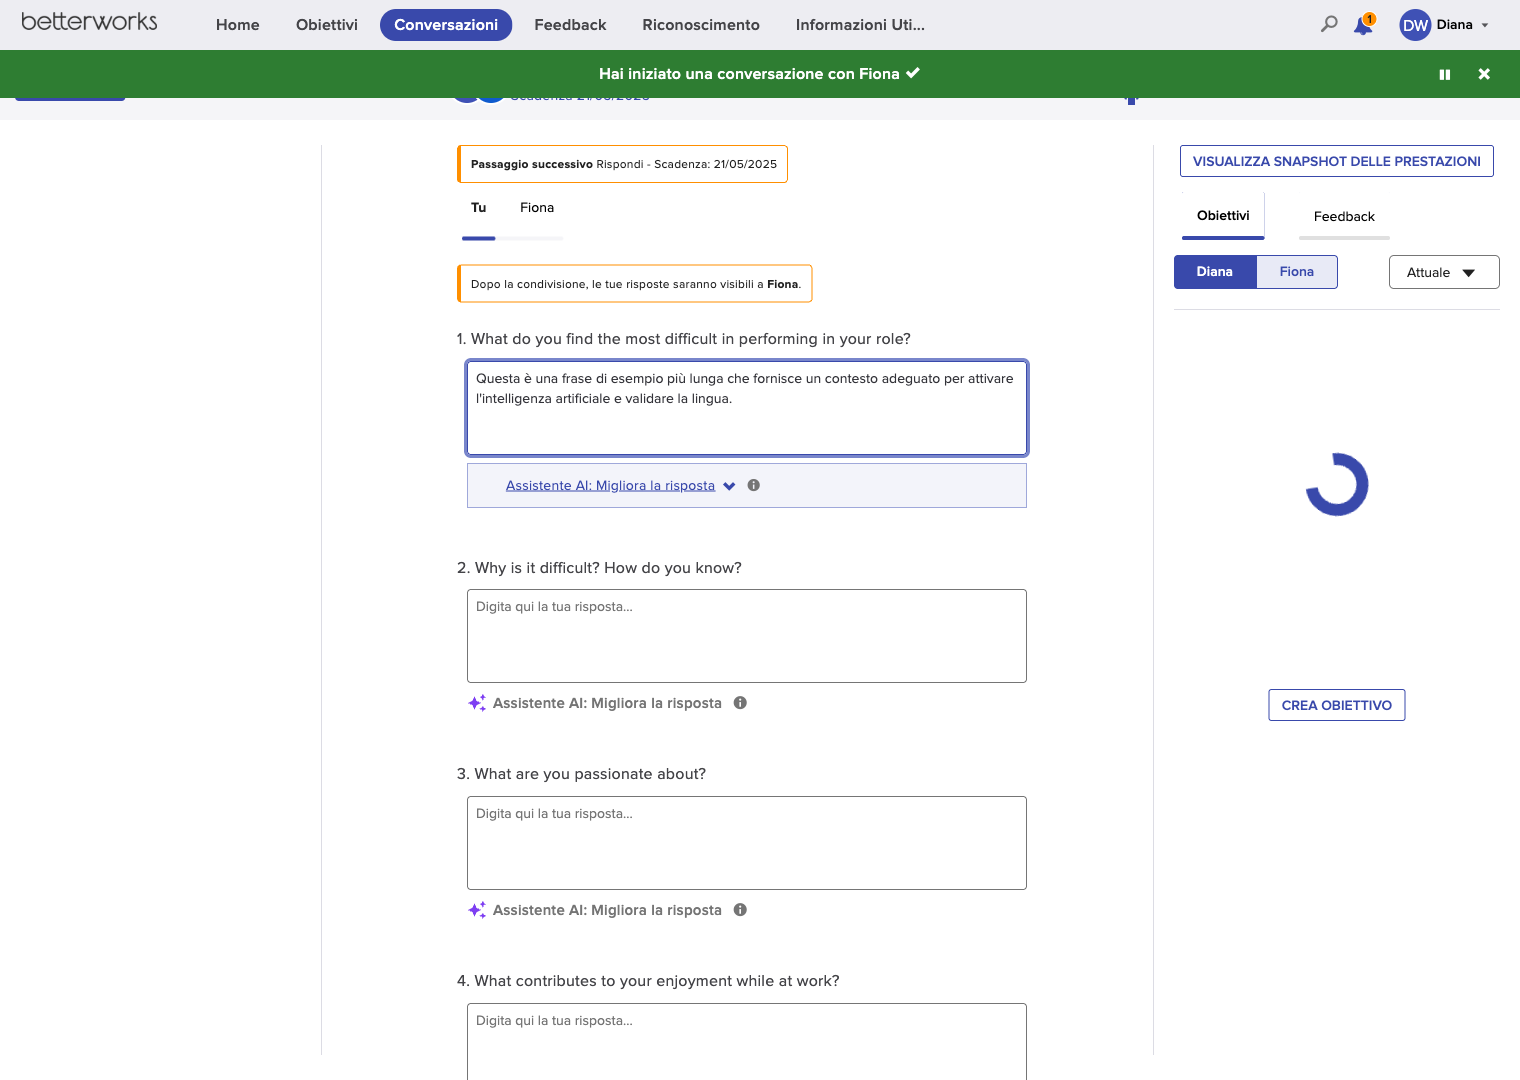 betterworks
Home
Obiettivi
Conversazioni
Feedback
Riconoscimento
Informazioni Uti...
1
DW
Diana
Hai iniziato una conversazione con Fiona
Scadenza 21/05/2025
Passaggio successivo Rispondi - Scadenza: 21/05/2025
Tu
Fiona
Dopo la condivisione, le tue risposte saranno visibili a Fiona.
1. What do you find the most difficult in performing in your role?
Questa è una frase di esempio più lunga che fornisce un contesto adeguato per attivare
l'intelligenza artificiale e validare la lingua.
Assistente AI: Migliora la risposta
2. Why is it difficult? How do you know?
Digita qui la tua risposta...
Assistente AI: Migliora la risposta
3. What are you passionate about?
Digita qui la tua risposta...
Assistente AI: Migliora la risposta
4. What contributes to your enjoyment while at work?
Digita qui la tua risposta...
VISUALIZZA SNAPSHOT DELLE PRESTAZIONI
Obiettivi
Feedback
Diana
Fiona
Attuale
CREA OBIETTIVO